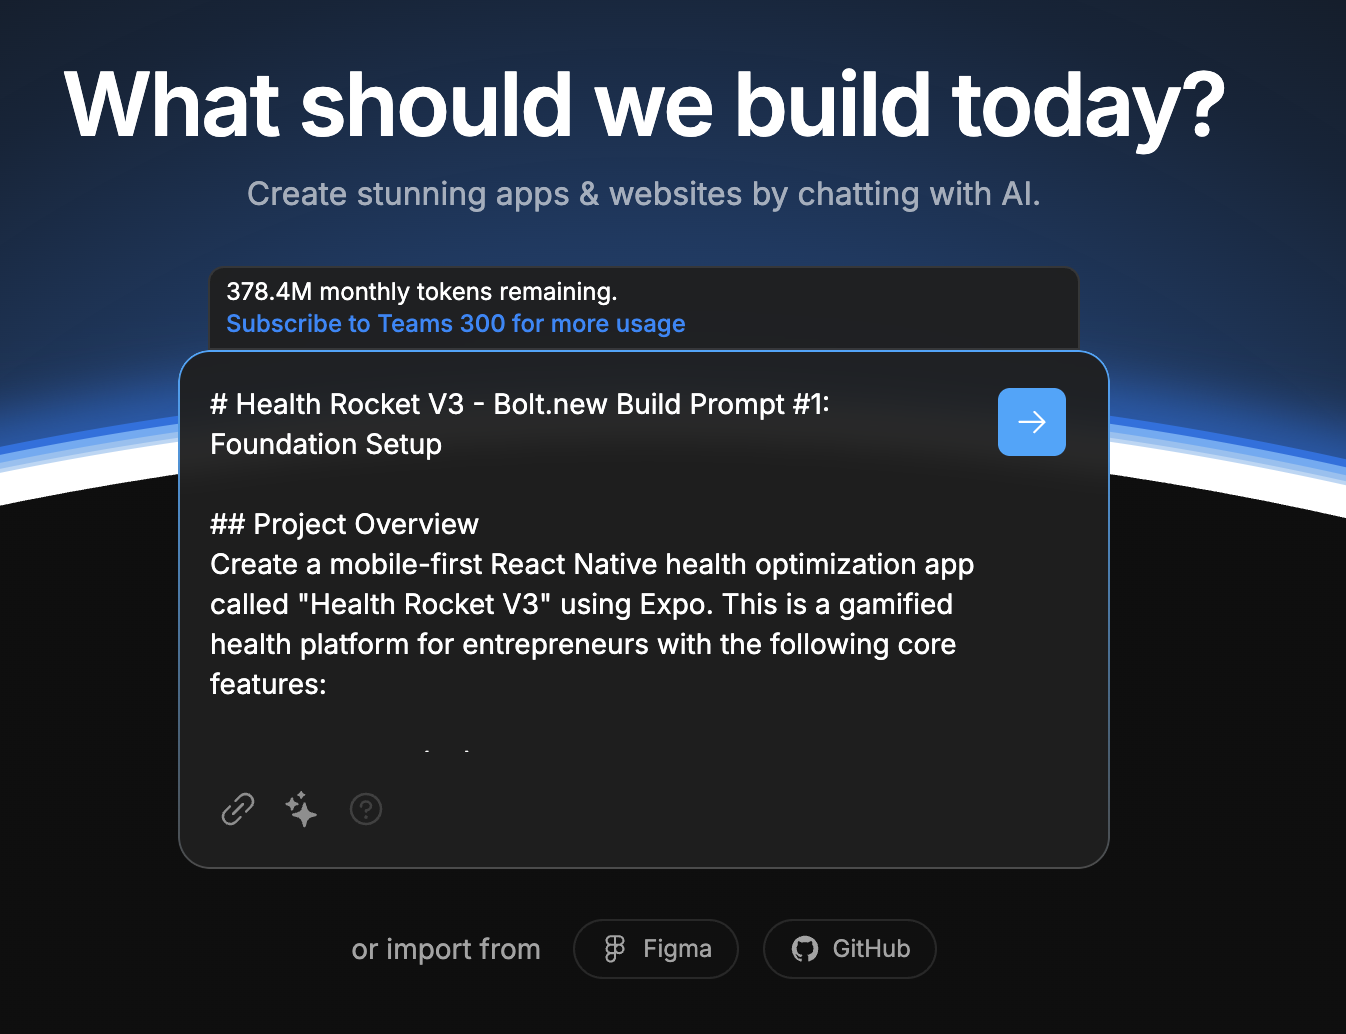 What should we build today?
Create stunning apps & websites by chatting with AI.
378.4M monthly tokens remaining.
Subscribe to Teams 300 for more usage
# Health Rocket V3 - Bolt.new Build Prompt #1:
Foundation Setup
## Project Overview
Create a mobile-first React Native health optimization app
called "Health Rocket V3" using Expo. This is a gamified
health platform for entrepreneurs with the following core
features:
or import from
Figma
GitHub